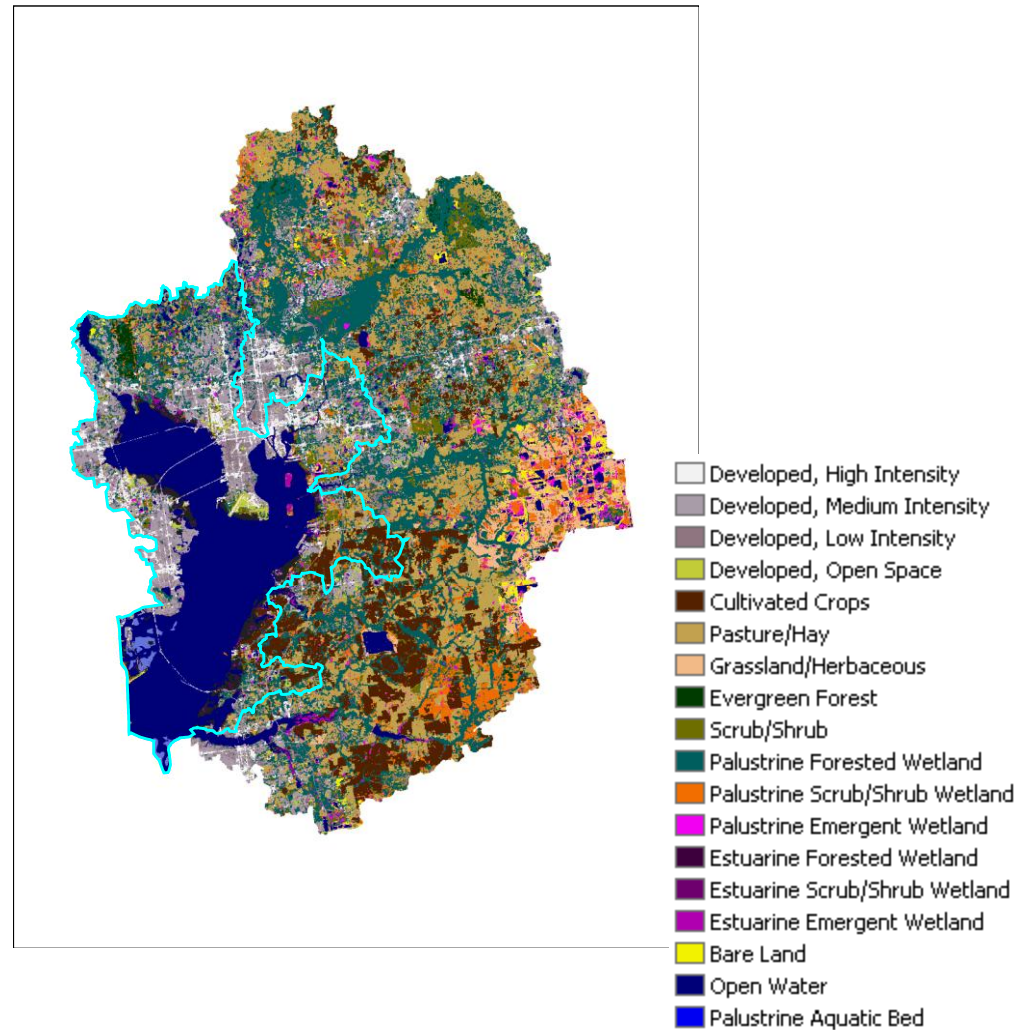 Developed, High Intensity
Developed, Medium Intensity
Developed, Low Intensity
Developed, Open Space
Cultivated Crops
Pasture/Hay
Grassland/Herbaceous
Evergreen Forest
Scrub/Shrub
Palustrine Forested Wetland
Palustrine Scrub/Shrub Wetland
Palustrine Emergent Wetland
Estuarine Forested Wetland
Estuarine Scrub/Shrub Wetland
Estuarine Emergent Wetland
Bare Land
Open Water
Palustrine Aquatic Bed